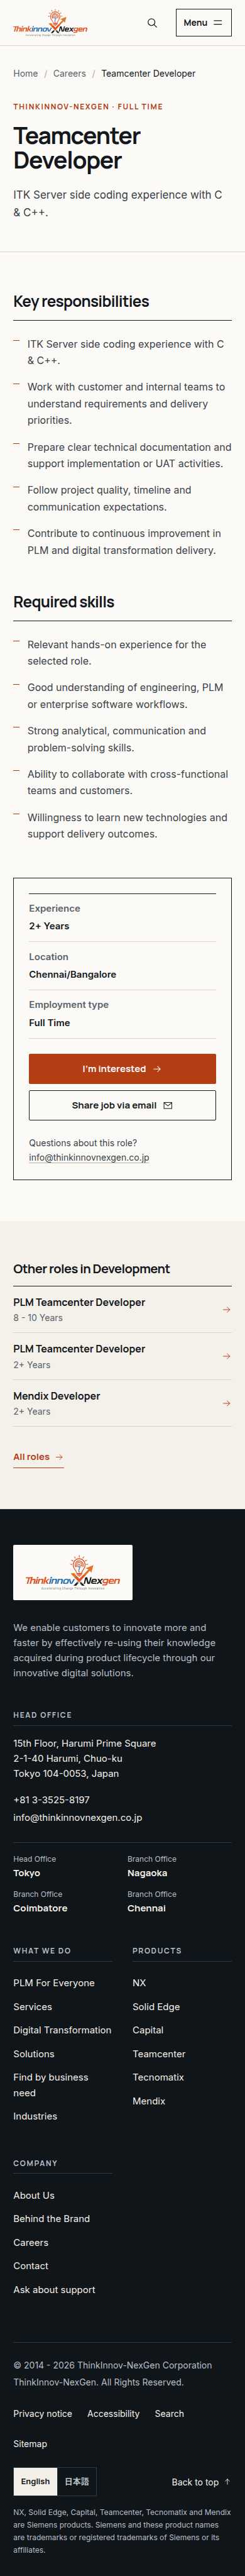 ThinkinnovNexgen
Accelerating Change Through Innovation
Menu
Home / Careers / Teamcenter Developer
THINKINNOV-NEXGEN · FULL TIME
Teamcenter
Developer
ITK Server side coding experience with C
& C++.
Key responsibilities
ITK Server side coding experience with C
& C++.
Work with customer and internal teams to
understand requirements and delivery
priorities.
Prepare clear technical documentation and
support implementation or UAT activities.
Follow project quality, timeline and
communication expectations.
Contribute to continuous improvement in
PLM and digital transformation delivery.
Required skills
Relevant hands-on experience for the
selected role.
Good understanding of engineering, PLM
or enterprise software workflows.
Strong analytical, communication and
problem-solving skills.
Ability to collaborate with cross-functional
teams and customers.
Willingness to learn new technologies and
support delivery outcomes.
Experience
2+ Years
Location
Chennai/Bangalore
Employment type
Full Time
I'm interested →
Share job via email
Questions about this role?
info@thinkinnovnexgen.co.jp
Other roles in Development
PLM Teamcenter Developer
8 - 10 Years
→
PLM Teamcenter Developer
2+ Years
→
Mendix Developer
2+ Years
→
All roles →
ThinkinnovNexgen
Accelerating Change Through Innovation
We enable customers to innovate more and
faster by effectively re-using their knowledge
acquired during product lifecycle through our
innovative digital solutions.
HEAD OFFICE
15th Floor, Harumi Prime Square
2-1-40 Harumi, Chuo-ku
Tokyo 104-0053, Japan
+81 3-3525-8197
info@thinkinnovnexgen.co.jp
Head Office
Tokyo
Branch Office
Nagaoka
Branch Office
Coimbatore
Branch Office
Chennai
WHAT WE DO
PLM For Everyone
Services
Digital Transformation
Solutions
Find by business
need
Industries
PRODUCTS
NX
Solid Edge
Capital
Teamcenter
Tecnomatix
Mendix
COMPANY
About Us
Behind the Brand
Careers
Contact
Ask about support
© 2014 - 2026 ThinkInnov-NexGen Corporation
ThinkInnov-NexGen. All Rights Reserved.
Privacy notice Accessibility Search
Sitemap
English 日本語 Back to top ↑
NX, Solid Edge, Capital, Teamcenter, Tecnomatix and Mendix
are Siemens products. Siemens and these product names
are trademarks or registered trademarks of Siemens or its
affiliates.